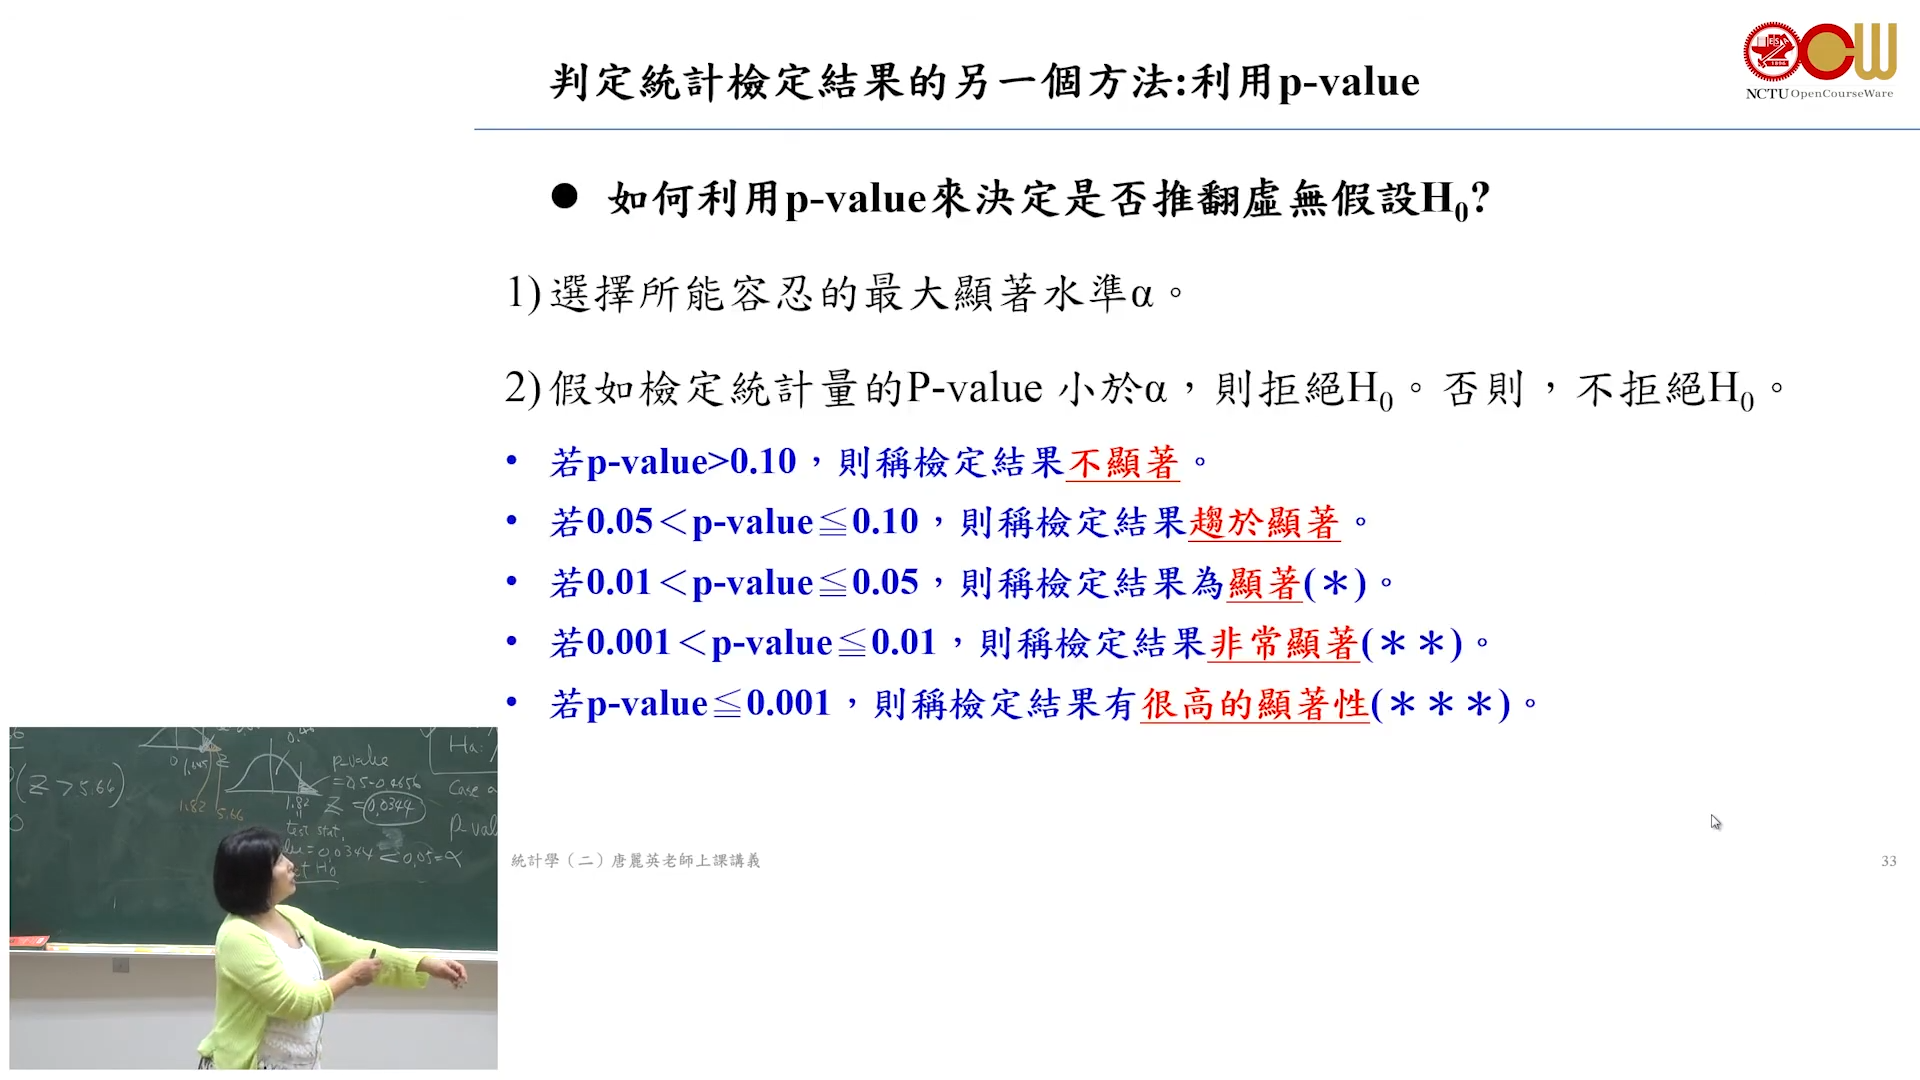 判定統計檢定結果的另一個方法:利用p-value
NCTU OpenCourseWare
● 如何利用p-value來決定是否推翻虛無假設H₀?
1)選擇所能容忍的最大顯著水準α。
2)假如檢定統計量的P-value 小於α，則拒絕H₀。否則，不拒絕H₀。
• 若p-value>0.10，則稱檢定結果不顯著。
• 若0.05＜p-value≦0.10，則稱檢定結果趨於顯著。
• 若0.01＜p-value≦0.05，則稱檢定結果為顯著(＊)。
• 若0.001＜p-value≦0.01，則稱檢定結果非常顯著(＊＊)。
• 若p-value≦0.001，則稱檢定結果有很高的顯著性(＊＊＊)。
(Z > 5.66)
0 1.645 Z
1.82 5.66
p-value
= 0.5-0.4656
= 0.0344
1.82 Z
test stat.
= 0.0344 < 0.05 = α
H₀
Ha:
Case
p-val
統計學（二）唐麗英老師上課講義
33